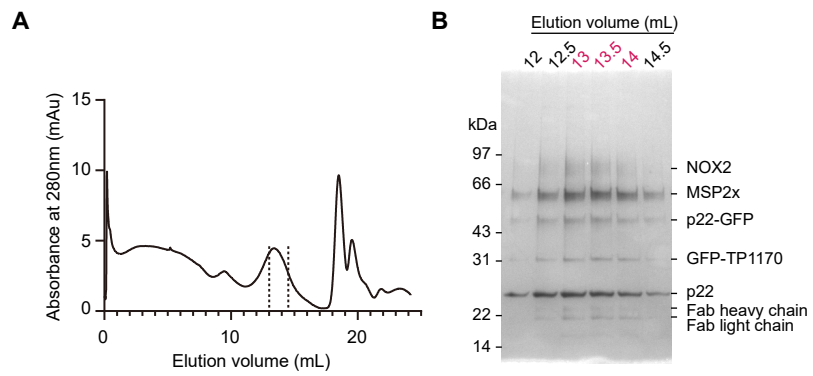 A
Absorbance at 280nm (mAu)
15
10
5
0
0
10
20
Elution volume (mL)
B
Elution volume (mL)
12
12.5
13
13.5
14
14.5
kDa
97
66
43
31
22
14
NOX2
MSP2x
p22-GFP
GFP-TP1170
p22
Fab heavy chain
Fab light chain